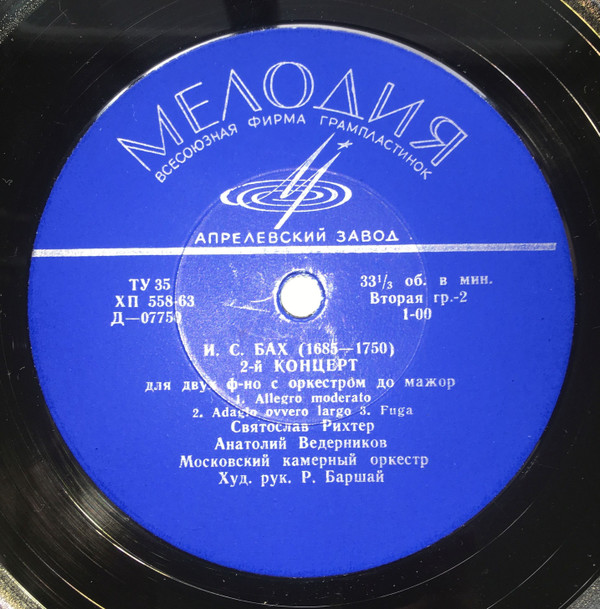 МЕЛОДИЯ
ВСЕСОЮЗНАЯ ФИРМА ГРАМПЛАСТИНОК
АПРЕЛЕВСКИЙ ЗАВОД
ТУ 35
ХП 558-63
Д—07750
33 1/3 об. в мин.
Вторая гр.-2
1-00
И. С. БАХ (1685—1750)
2-й КОНЦЕРТ
для двух ф-но с оркестром до мажор
1. Allegro moderato
2. Adagio ovvero largo 3. Fuga
Святослав Рихтер
Анатолий Ведерников
Московский камерный оркестр
Худ. рук. Р. Баршай